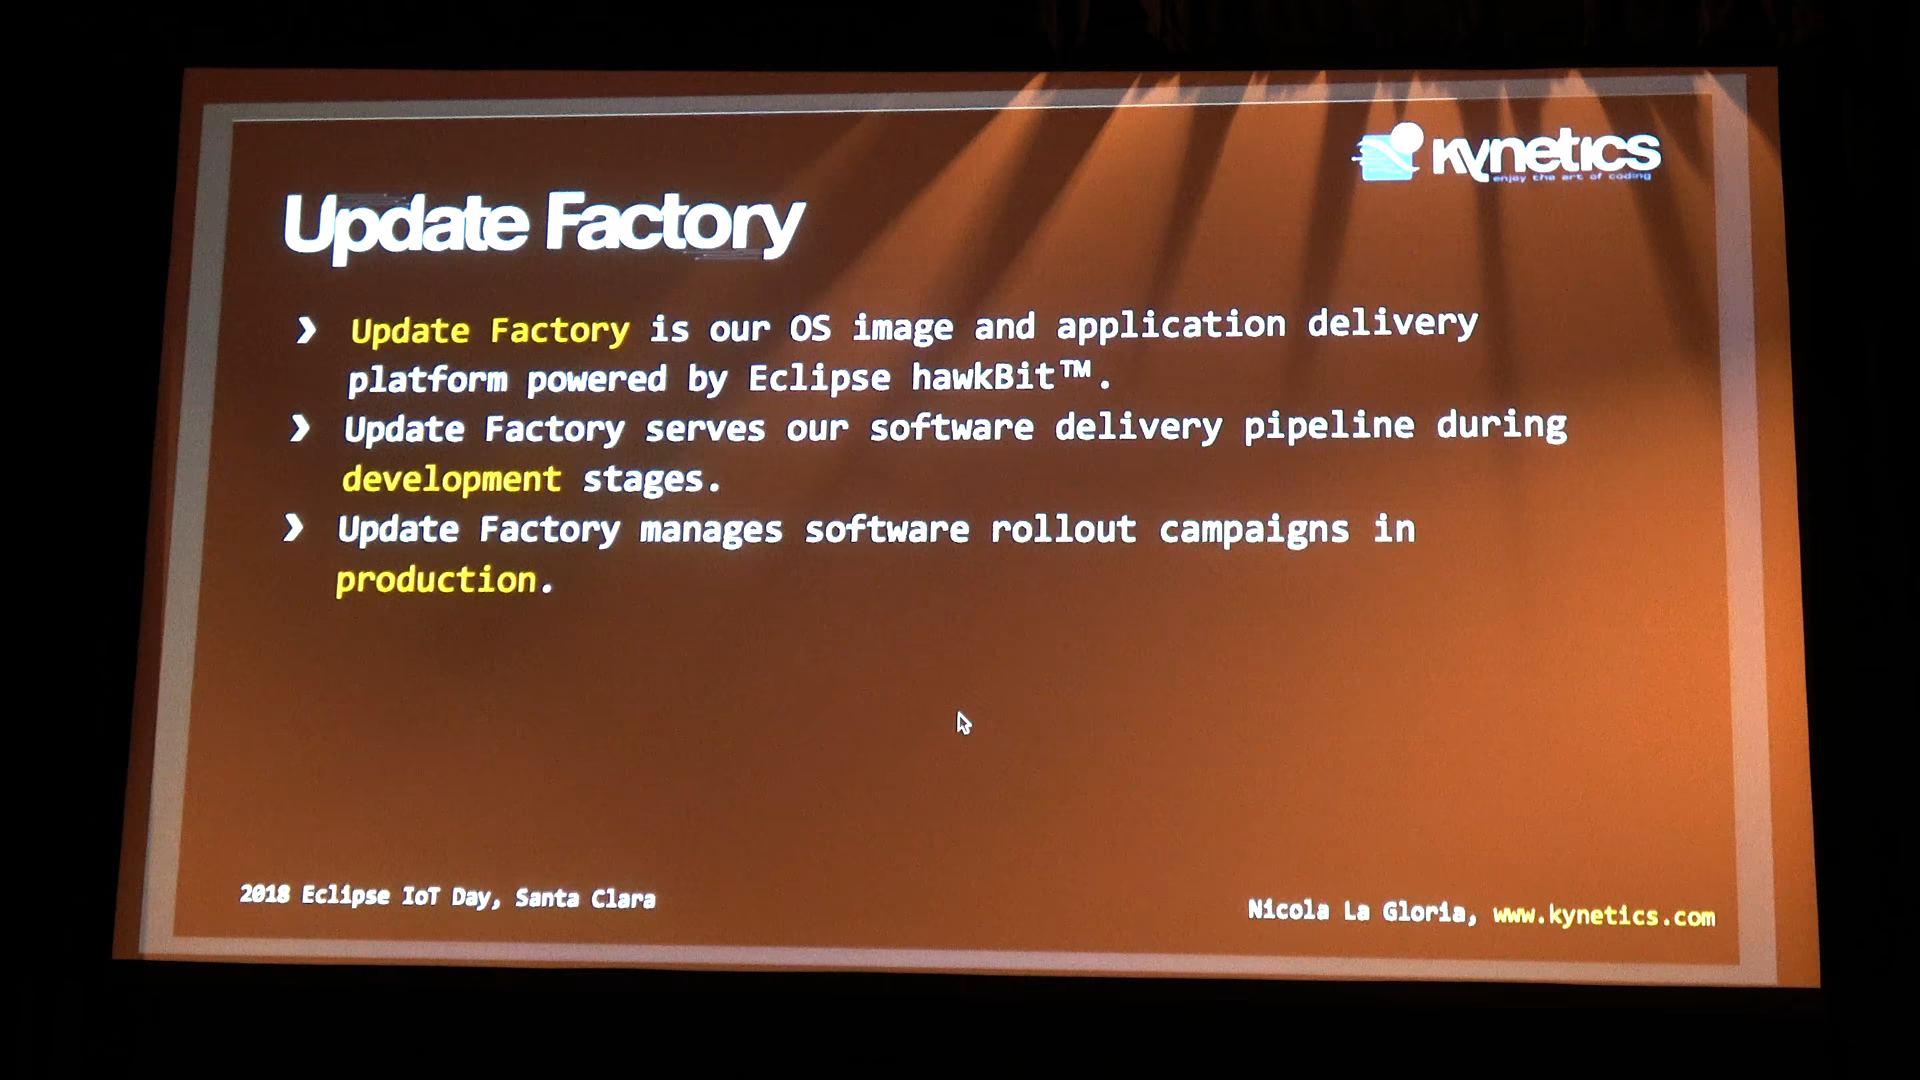 kynetics
enjoy the art of coding
Update Factory
❯ Update Factory is our OS image and application delivery
platform powered by Eclipse hawkBit™.
❯ Update Factory serves our software delivery pipeline during
development stages.
❯ Update Factory manages software rollout campaigns in
production.
2018 Eclipse IoT Day, Santa Clara
Nicola La Gloria, www.kynetics.com